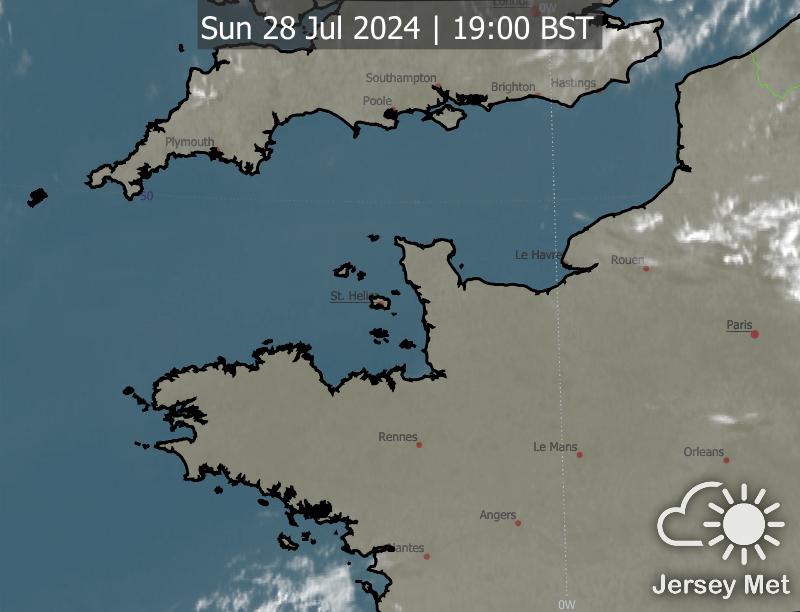 London
0W
Sun 28 Jul 2024 | 19:00 BST
Southampton
Brighton
Hastings
Poole
Plymouth
50
Le Havre
Rouen
St. Helier
Paris
Rennes
Le Mans
Orleans
Angers
Nantes
0W
Jersey Met